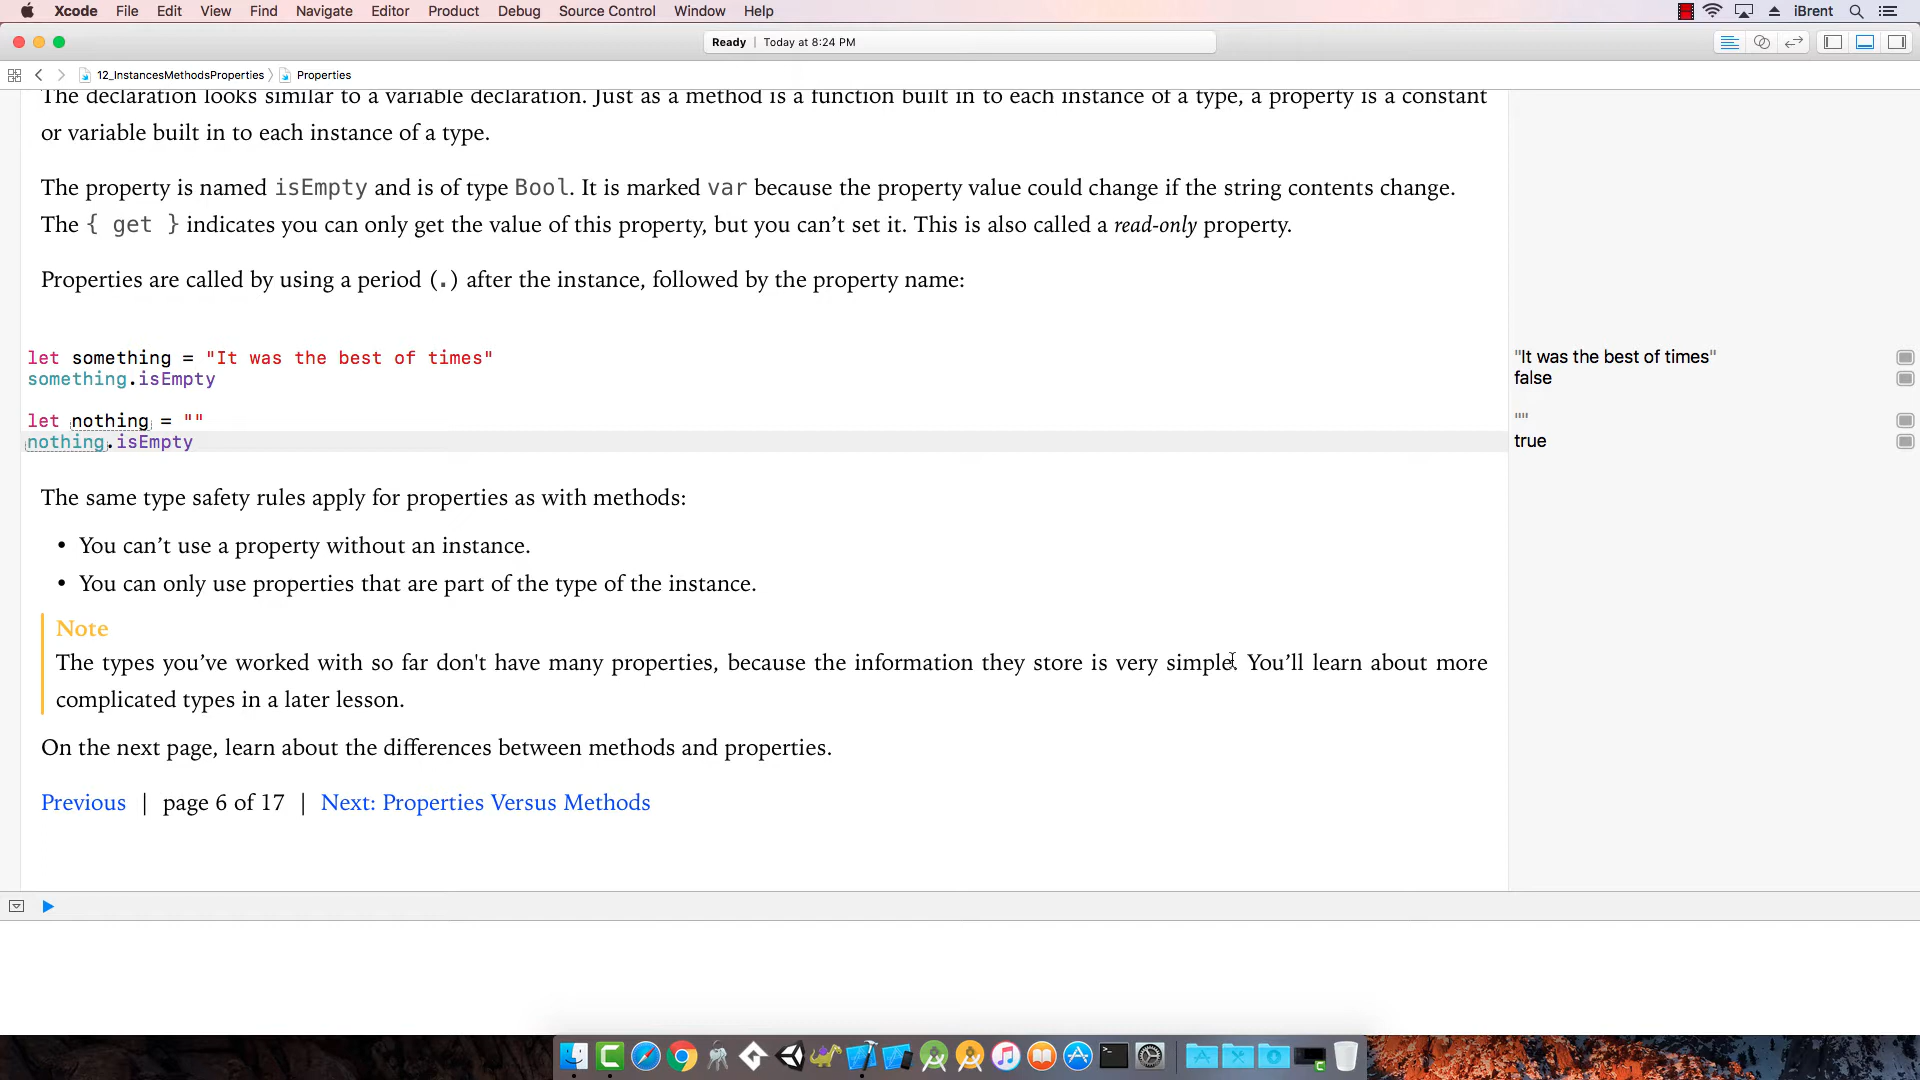 Xcode File Edit View Find Navigate Editor Product Debug Source Control Window Help iBrent
Ready | Today at 8:24 PM
12_InstancesMethodsProperties Properties
The declaration looks similar to a variable declaration. Just as a method is a function built in to each instance of a type, a property is a constant
or variable built in to each instance of a type.
The property is named isEmpty and is of type Bool. It is marked var because the property value could change if the string contents change.
The { get } indicates you can only get the value of this property, but you can’t set it. This is also called a read-only property.
Properties are called by using a period (.) after the instance, followed by the property name:
let something = "It was the best of times"
"It was the best of times"
something.isEmpty
false
let nothing = ""
""
nothing.isEmpty
true
The same type safety rules apply for properties as with methods:
• You can’t use a property without an instance.
• You can only use properties that are part of the type of the instance.
Note
The types you’ve worked with so far don't have many properties, because the information they store is very simple. You’ll learn about more
complicated types in a later lesson.
On the next page, learn about the differences between methods and properties.
Previous | page 6 of 17 | Next: Properties Versus Methods